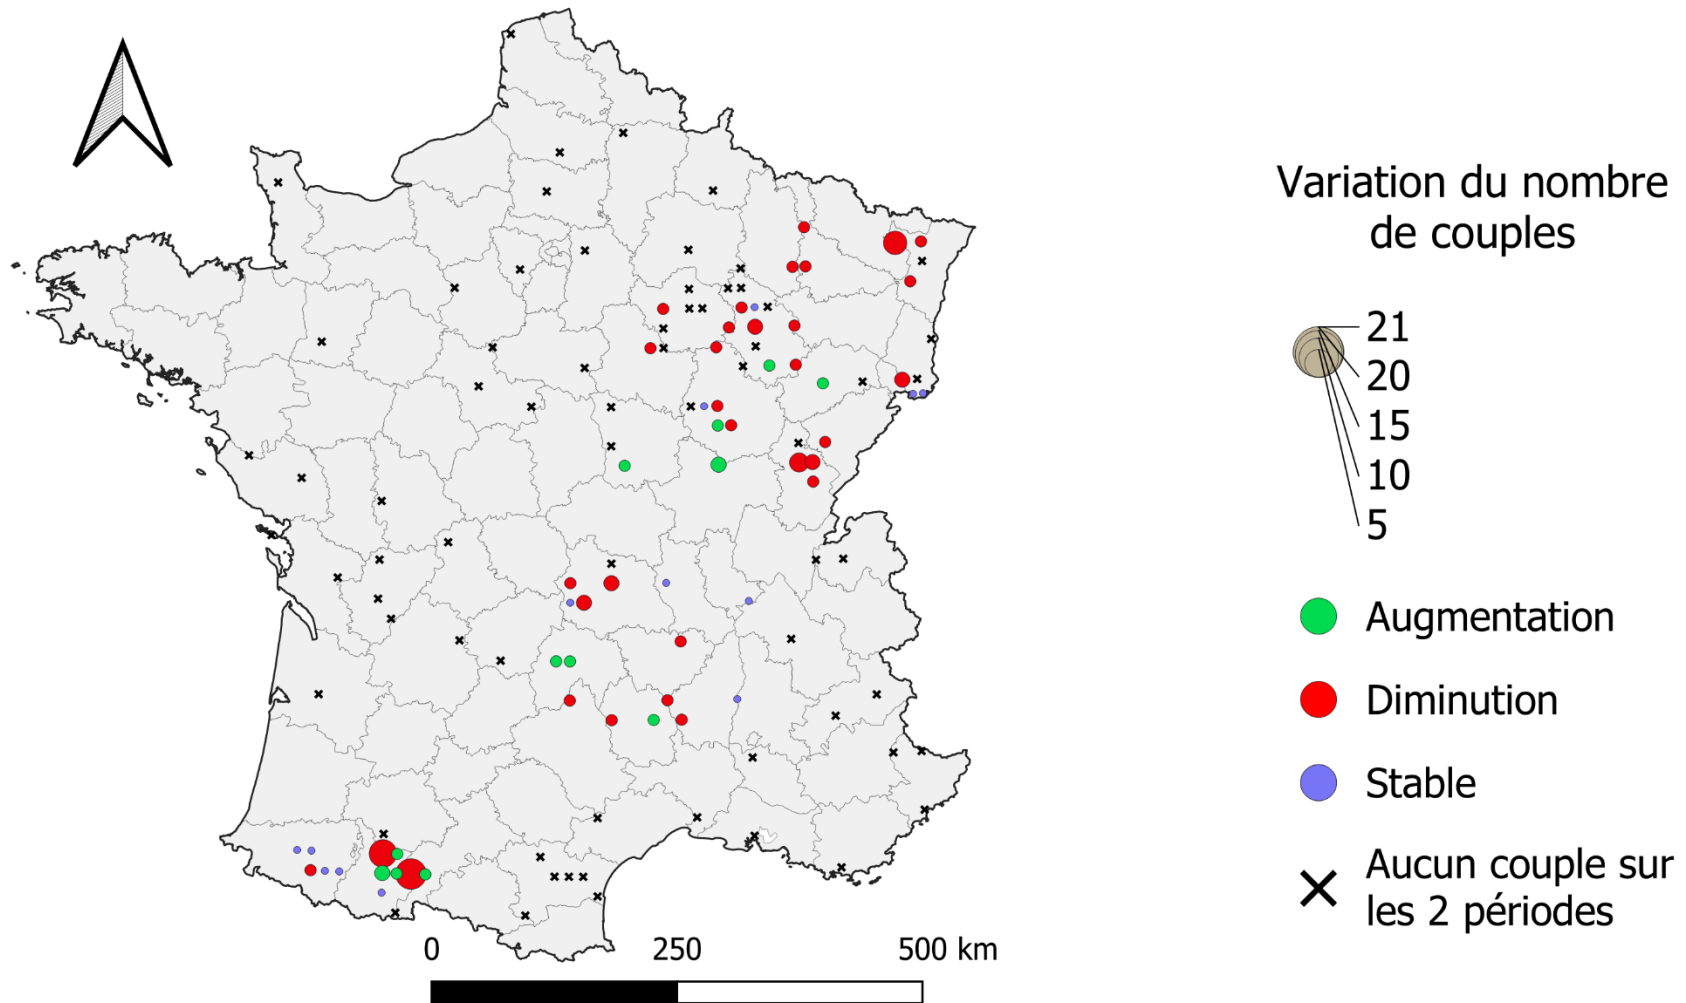 Variation du nombre
de couples
21
20
15
10
5
Augmentation
Diminution
Stable
Aucun couple sur
les 2 périodes
0 250 500 km